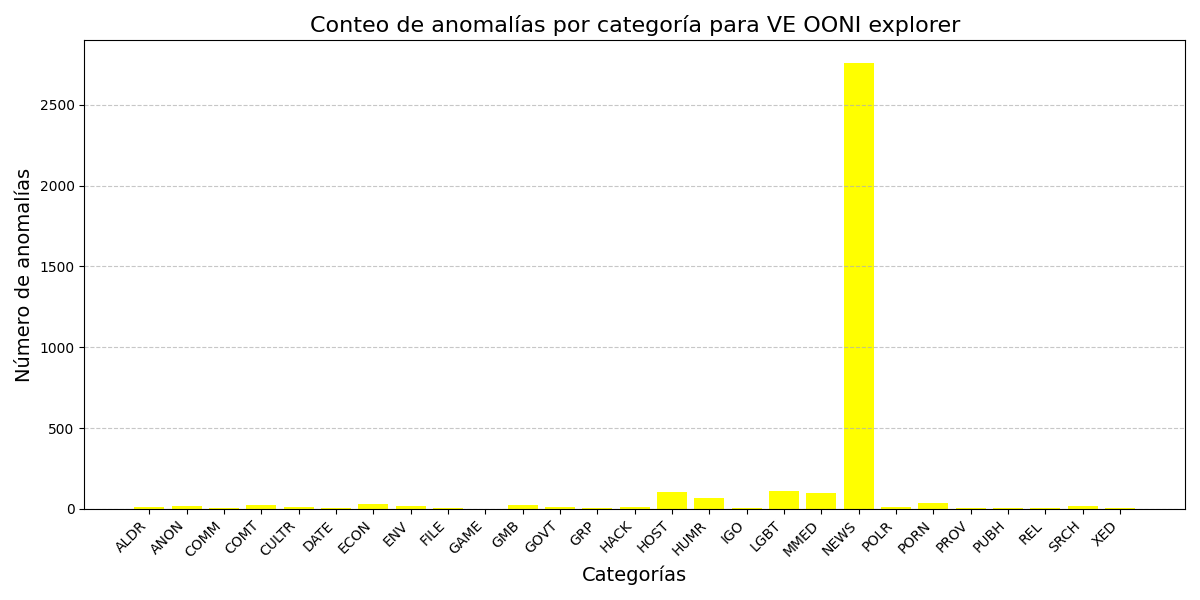 Conteo de anomalías por categoría para VE OONI explorer
Número de anomalías
2500
2000
1500
1000
500
0
ALDR
ANON
COMM
COMT
CULTR
DATE
ECON
ENV
FILE
GAME
GMB
GOVT
GRP
HACK
HOST
HUMR
IGO
LGBT
MMED
NEWS
POLR
PORN
PROV
PUBH
REL
SRCH
XED
Categorías